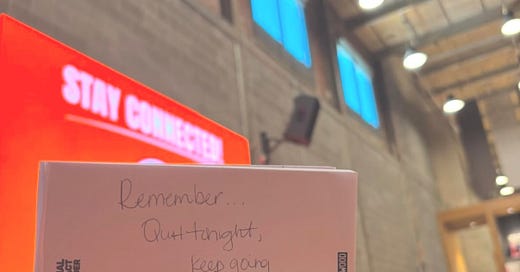 STAY CONNECTED!
Remember...
Quit tonight,
keep going